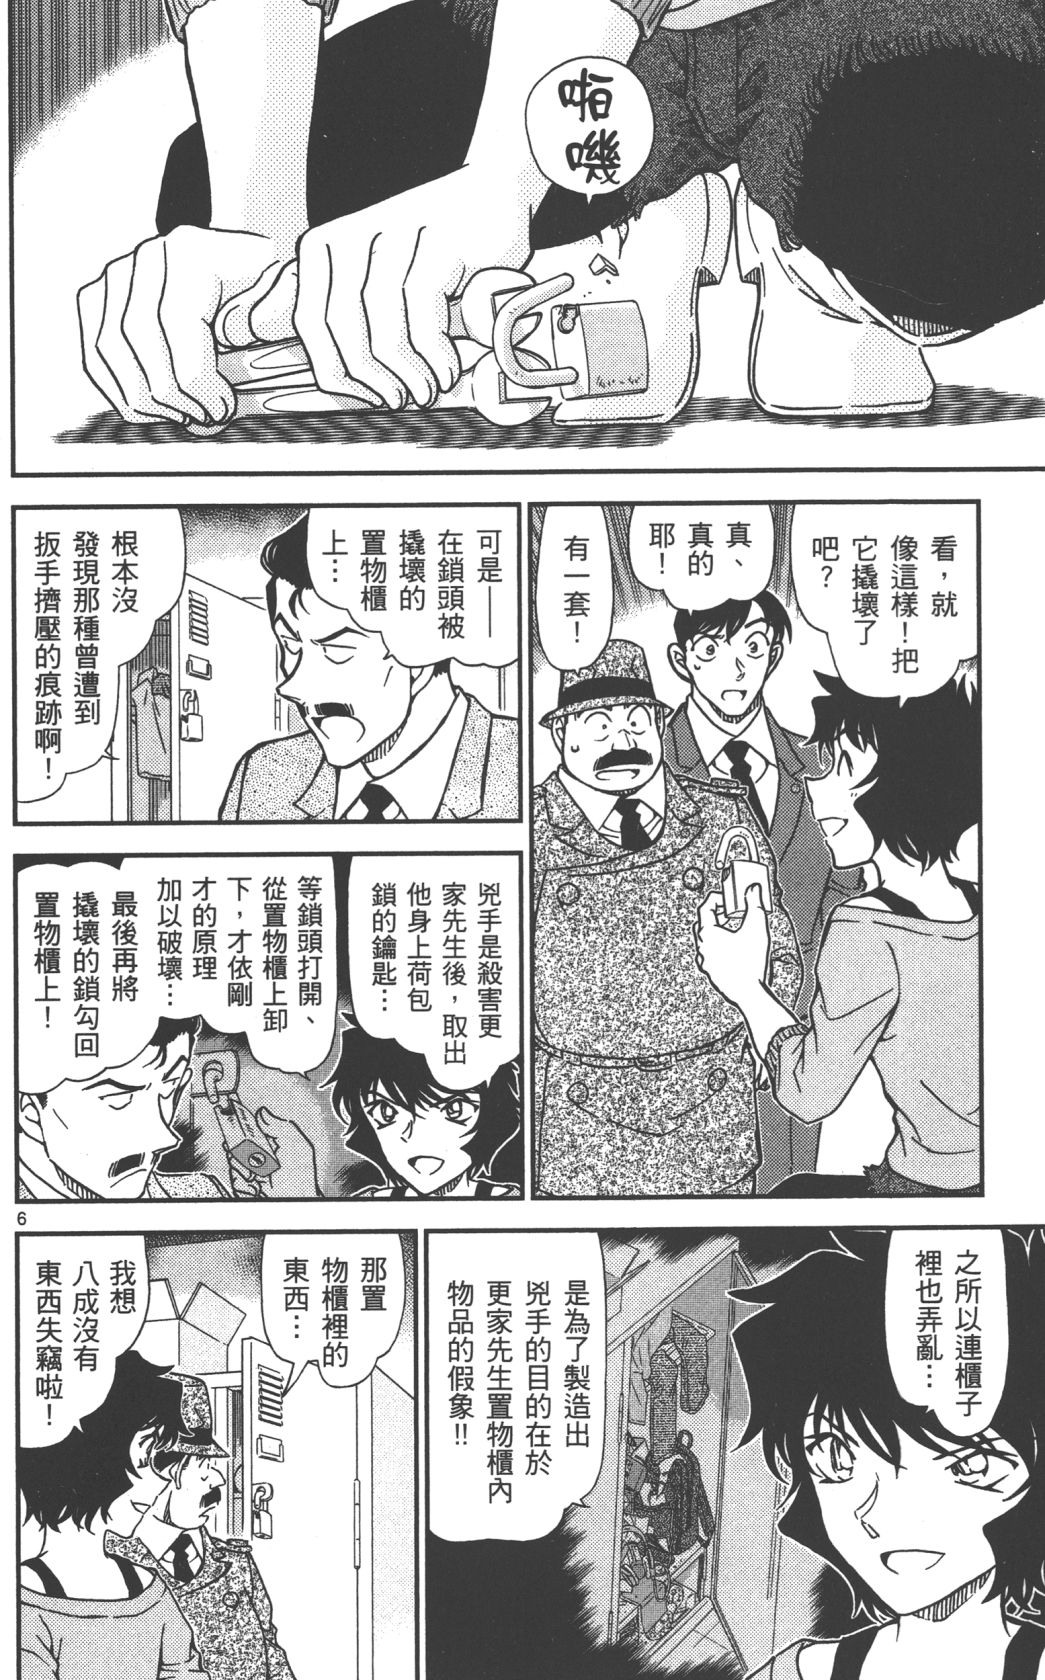 啪
嘰
看，就
像這樣！把
它撬壞了
吧？
真、
真的
耶！
有一套！
可是——
在鎖頭被
撬壞的
置物櫃
上…
根本沒
發現那種曾遭到
扳手擠壓的痕跡啊！
兇手是殺害更
家先生後，取出
他身上荷包
鎖的鑰匙…
等鎖頭打開、
從置物櫃上卸
下，才依剛
才的原理
加以破壞…
最後再將
撬壞的鎖勾回
置物櫃上！
6
之所以連櫃子
裡也弄亂…
是為了製造出
兇手的目的在於
更家先生置物櫃內
物品的假象!!
那置
物櫃裡的
東西…
我想
八成沒有
東西失竊啦！